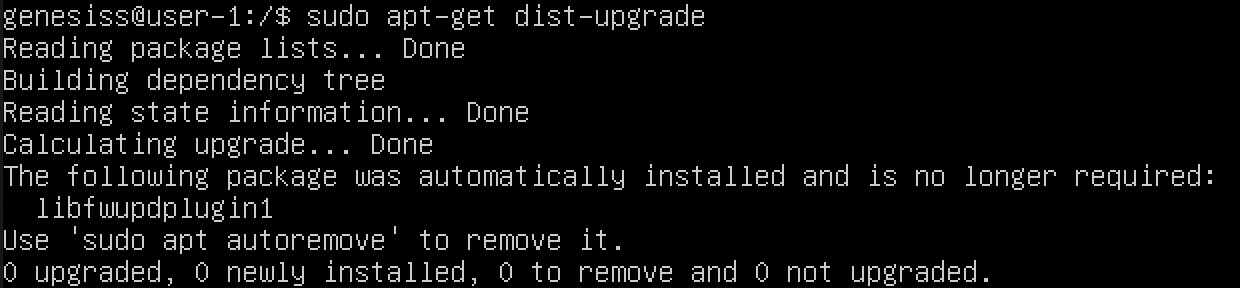 genesiss@user-1:/$ sudo apt-get dist-upgrade
Reading package lists... Done
Building dependency tree
Reading state information... Done
Calculating upgrade... Done
The following package was automatically installed and is no longer required:
  libfwupdplugin1
Use 'sudo apt autoremove' to remove it.
0 upgraded, 0 newly installed, 0 to remove and 0 not upgraded.